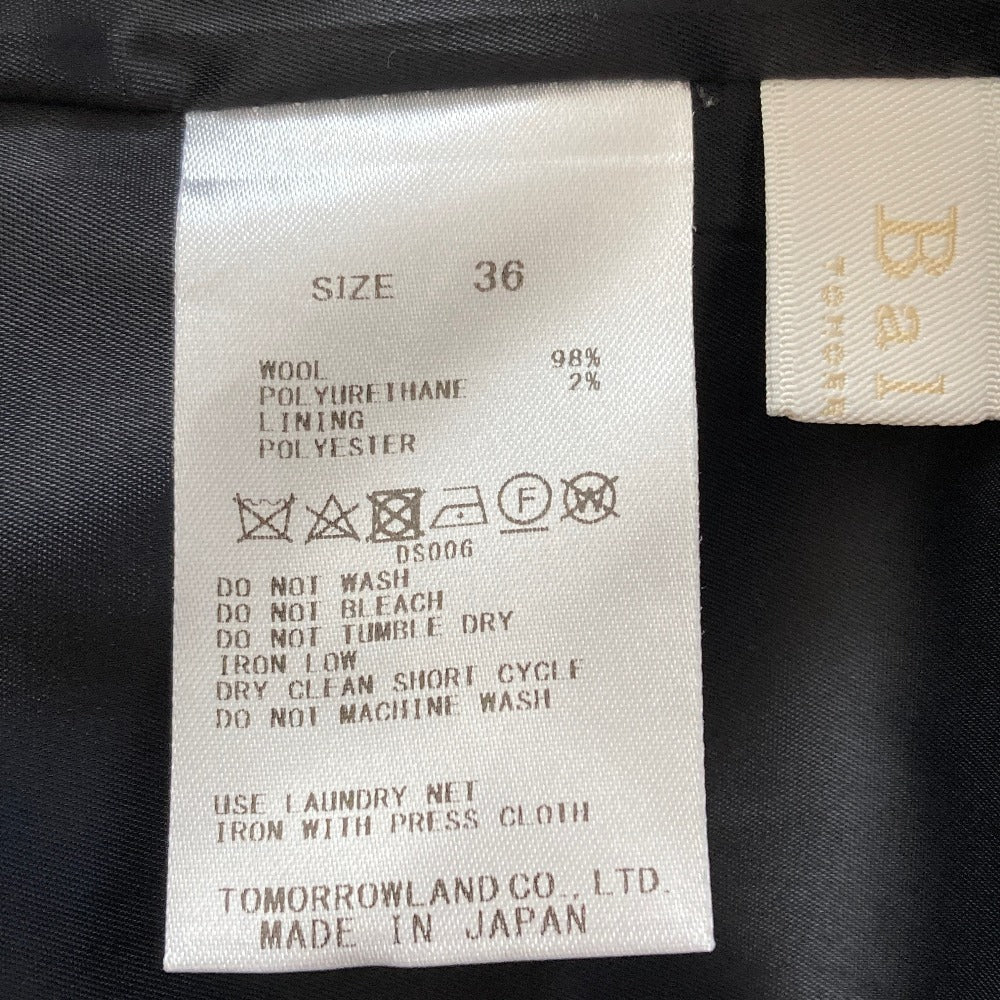 SIZE 36
WOOL 98%
POLYURETHANE 2%
LINING
POLYESTER
F W
DS006
DO NOT WASH
DO NOT BLEACH
DO NOT TUMBLE DRY
IRON LOW
DRY CLEAN SHORT CYCLE
DO NOT MACHINE WASH
USE LAUNDRY NET
IRON WITH PRESS CLOTH
TOMORROWLAND CO., LTD.
MADE IN JAPAN
Bal